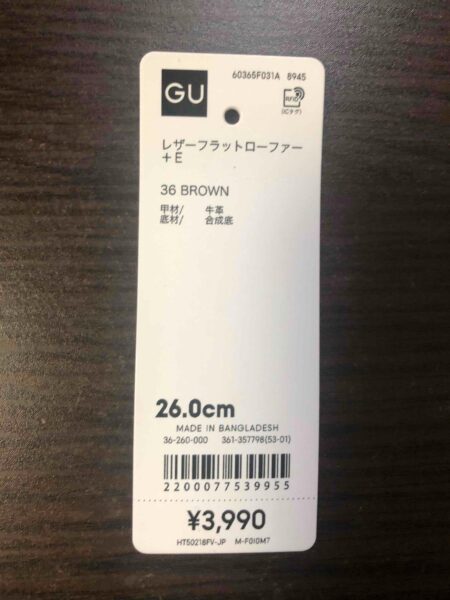 GU
60365F031A 8945
RFID
(ICタグ)
レザーフラットローファー
+E
36 BROWN
甲材/ 牛革
底材/ 合成底
26.0cm
MADE IN BANGLADESH
36-260-000 361-357798(53-01)
2200077539955
¥3,990
HT50218FV-JP M-F010M7